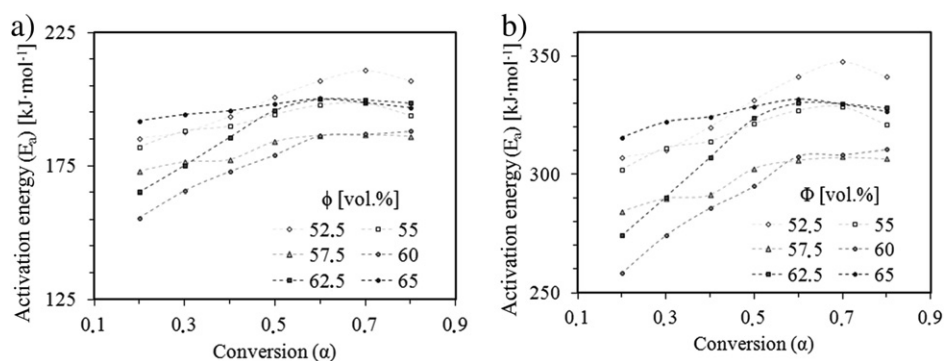 a)
225
175
125
Activation energy (Eₐ) [kJ·mol⁻¹]
ϕ [vol.%]
52.5 55
57.5 60
62.5 65
0.1 0.3 0.5 0.7 0.9
Conversion (α)
b)
350
300
250
Activation energy (Eₐ) [kJ·mol⁻¹]
Φ [vol.%]
52.5 55
57.5 60
62.5 65
0.1 0.3 0.5 0.7 0.9
Conversion (α)